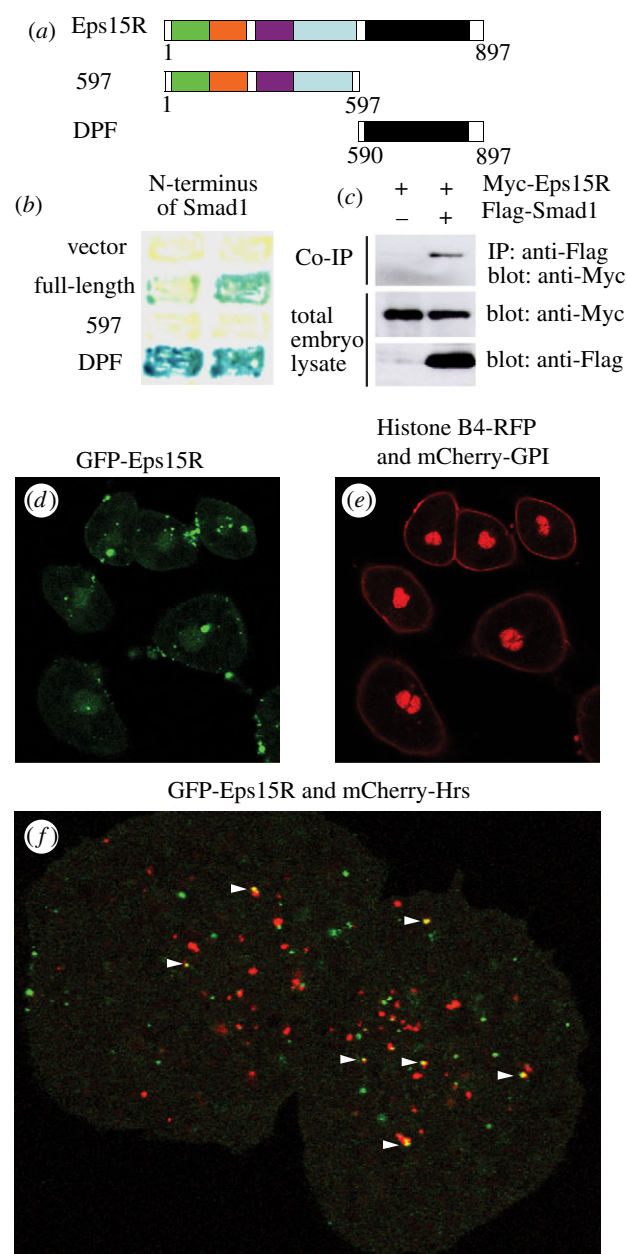 (a)
Eps15R
1 897
597
1 597
DPF
590 897
(b)
N-terminus
of Smad1
vector
full-length
597
DPF
(c)
+ + Myc-Eps15R
– + Flag-Smad1
Co-IP
IP: anti-Flag
blot: anti-Myc
total
embryo
lysate
blot: anti-Myc
blot: anti-Flag
GFP-Eps15R
(d)
Histone B4-RFP
and mCherry-GPI
(e)
GFP-Eps15R and mCherry-Hrs
(f)